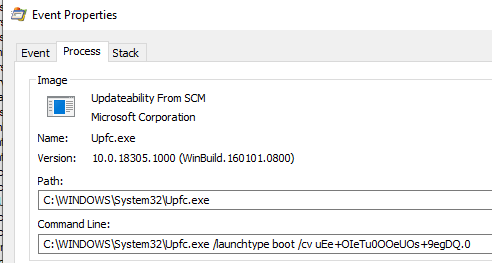 Event Properties
Event Process Stack
Image
Updateability From SCM
Microsoft Corporation
Name: Upfc.exe
Version: 10.0.18305.1000 (WinBuild.160101.0800)
Path:
C:\WINDOWS\System32\Upfc.exe
Command Line:
C:\WINDOWS\System32\Upfc.exe /launchtype boot /cv uEe+OIeTu0OOeUOs+9egDQ.0